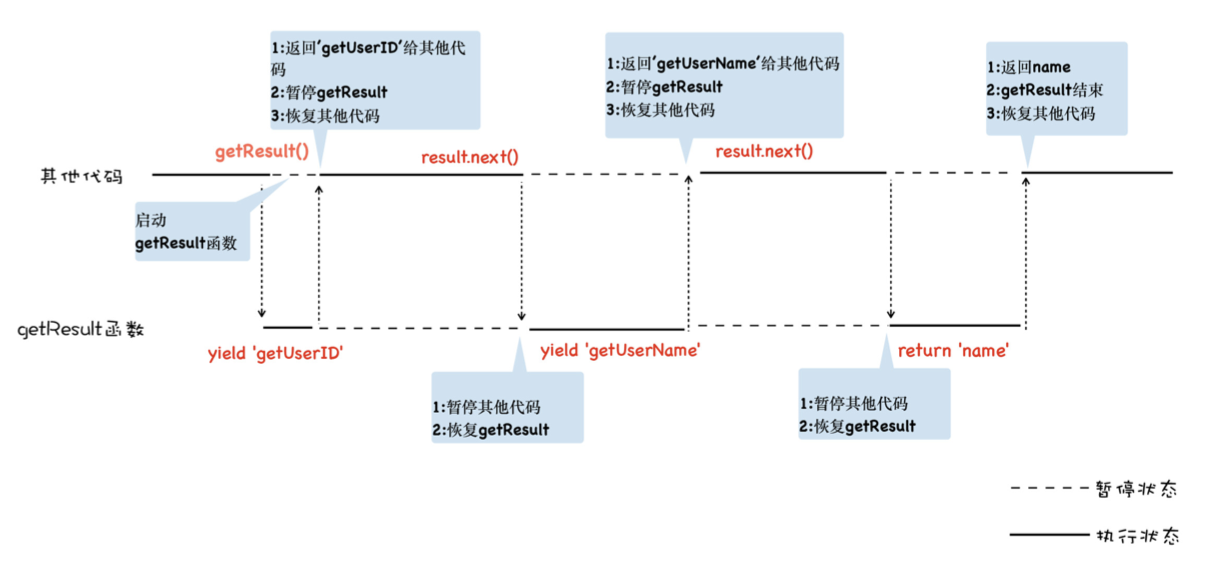 1:返回'getUserID'给其他代
码
2:暂停getResult
3:恢复其他代码
1:返回'getUserName'给其他代码
2:暂停getResult
3:恢复其他代码
1:返回name
2:getResult结束
3:恢复其他代码
getResult()
result.next()
result.next()
其他代码
启动
getResult函数
getResult函数
yield 'getUserID'
yield 'getUserName'
return 'name'
1:暂停其他代码
2:恢复getResult
1:暂停其他代码
2:恢复getResult
暂停状态
执行状态